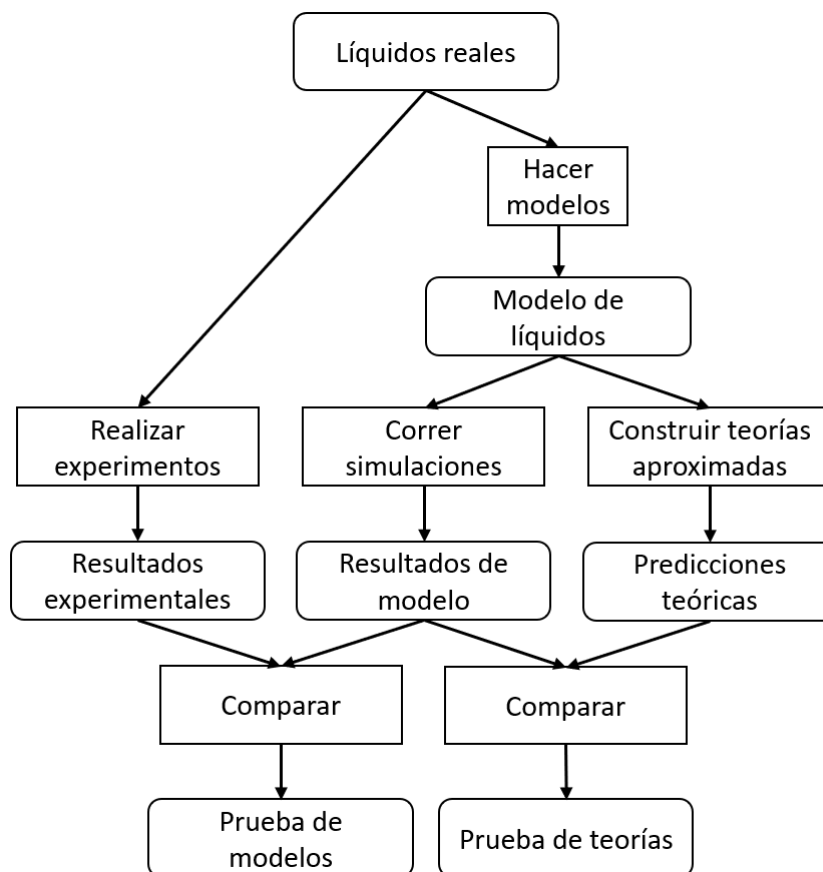 Líquidos reales
Hacer
modelos
Modelo de
líquidos
Realizar
experimentos
Correr
simulaciones
Construir teorías
aproximadas
Resultados
experimentales
Resultados de
modelo
Predicciones
teóricas
Comparar
Comparar
Prueba de
modelos
Prueba de teorías